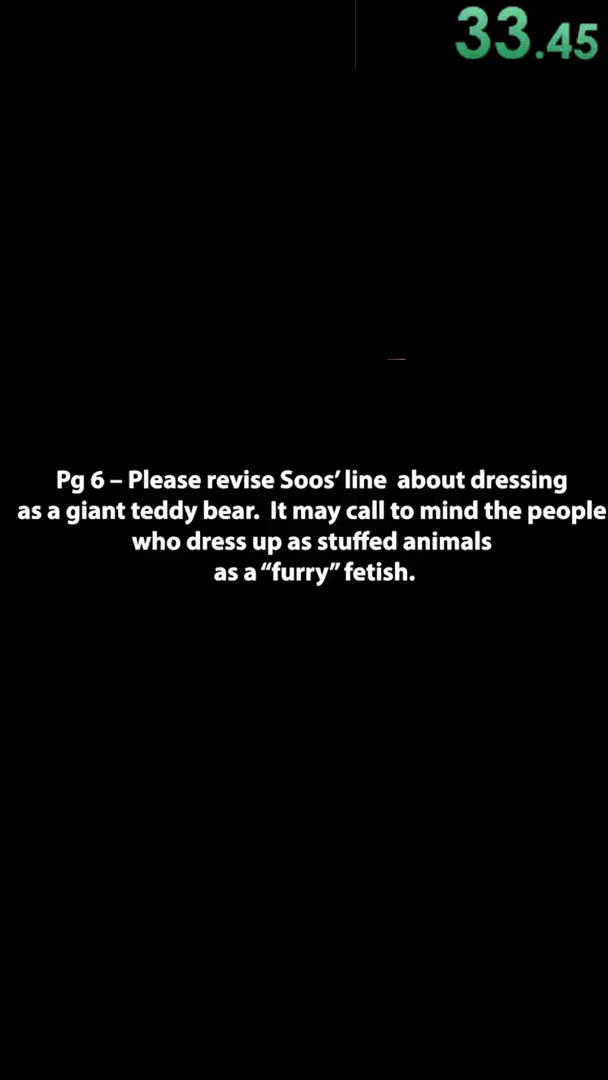 33.45
Pg 6 – Please revise Soos’ line  about dressing
as a giant teddy bear.  It may call to mind the people
who dress up as stuffed animals
as a “furry” fetish.